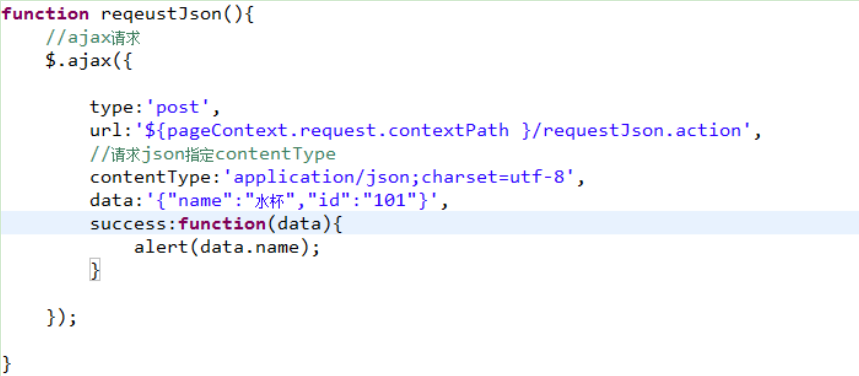 function reqeustJson(){
//ajax请求
$.ajax({
type:'post',
url:'${pageContext.request.contextPath }/requestJson.action',
//请求json指定contentType
contentType:'application/json;charset=utf-8',
data:'{"name":"水杯","id":"101"}',
success:function(data){
alert(data.name);
}
});
}